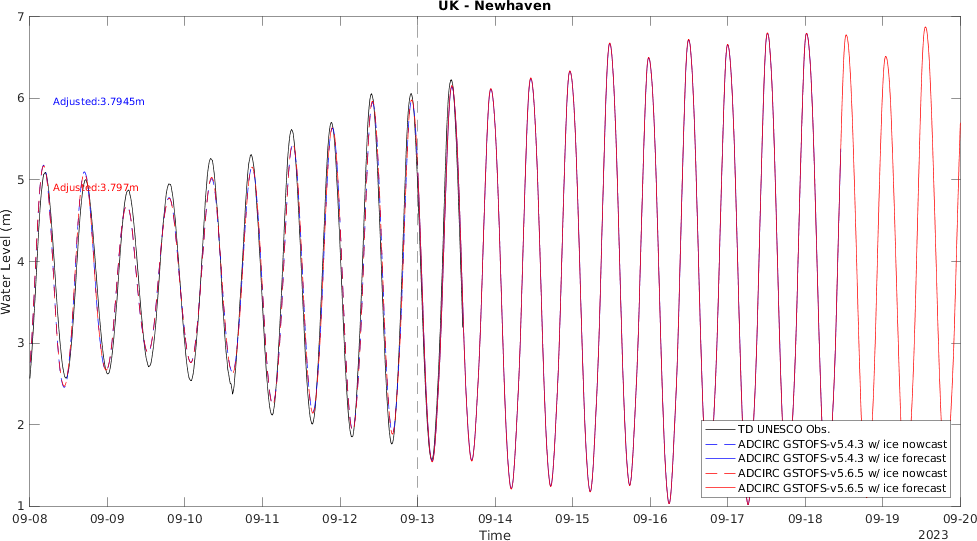 UK - Newhaven
7
6
5
4
3
2
1
Water Level (m)
Adjusted:3.7945m
Adjusted:3.797m
TD UNESCO Obs.
ADCIRC GSTOFS-v5.4.3 w/ ice nowcast
ADCIRC GSTOFS-v5.4.3 w/ ice forecast
ADCIRC GSTOFS-v5.6.5 w/ ice nowcast
ADCIRC GSTOFS-v5.6.5 w/ ice forecast
09-08 09-09 09-10 09-11 09-12 09-13 09-14 09-15 09-16 09-17 09-18 09-19 09-20
Time
2023